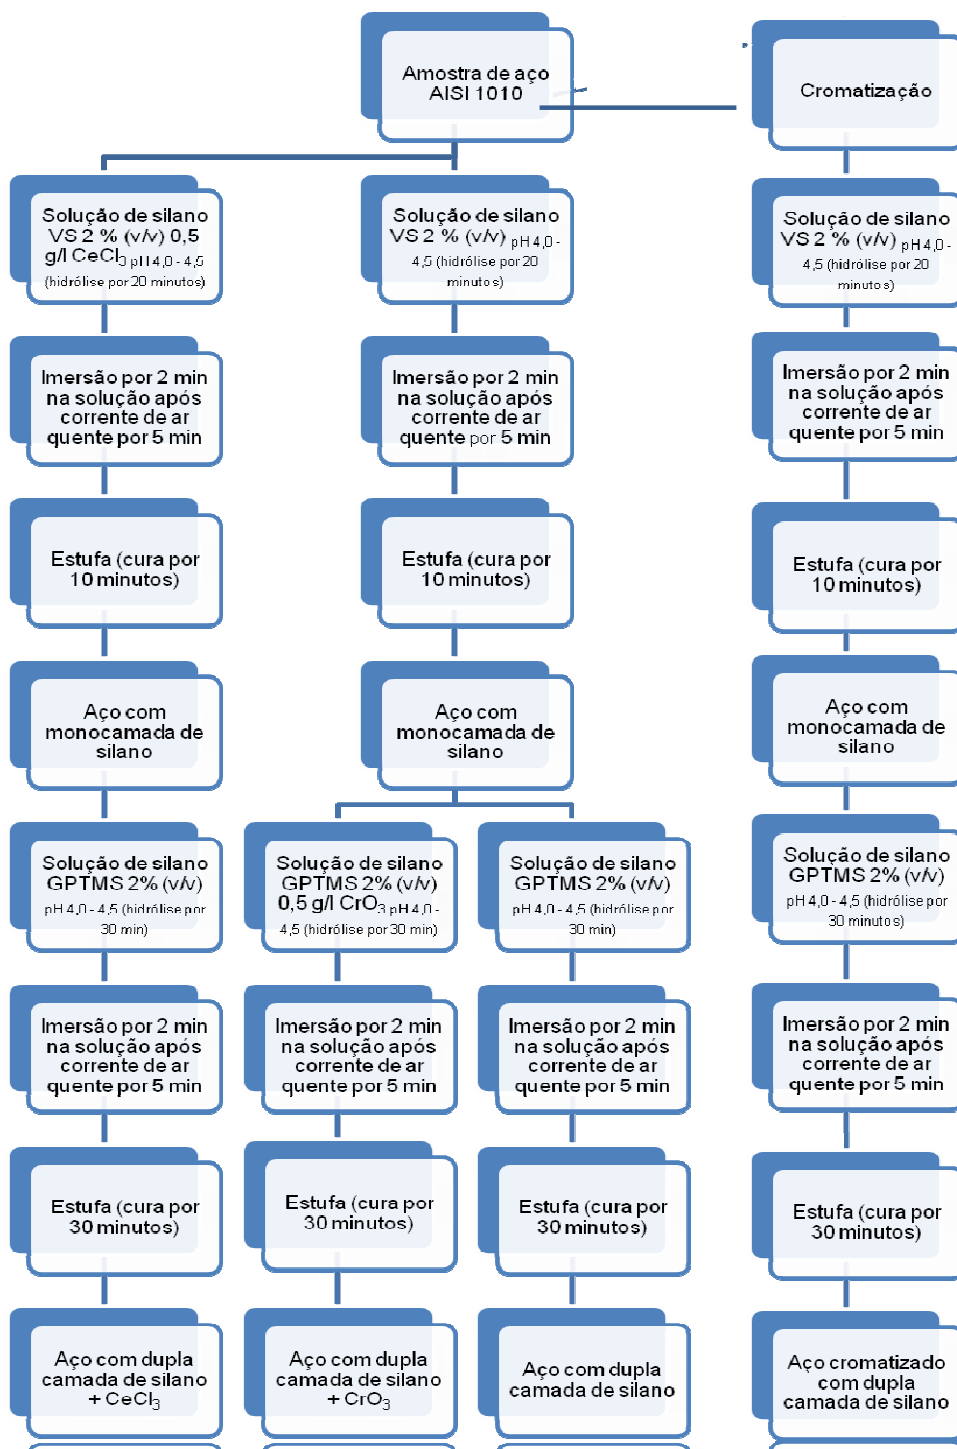 Amostra de aço
AISI 1010
Cromatização
Solução de silano
VS 2 % (v/v) 0,5
g/l CeCl3 pH 4,0 - 4,5
(hidrólise por 20 minutos)
Solução de silano
VS 2 % (v/v) pH 4,0 -
4,5 (hidrólise por 20
minutos)
Solução de silano
VS 2 % (v/v) pH 4,0 -
4,5 (hidrólise por 20
minutos)
Imersão por 2 min
na solução após
corrente de ar
quente por 5 min
Imersão por 2 min
na solução após
corrente de ar
quente por 5 min
Imersão por 2 min
na solução após
corrente de ar
quente por 5 min
Estufa (cura por
10 minutos)
Estufa (cura por
10 minutos)
Estufa (cura por
10 minutos)
Aço com
monocamada de
silano
Aço com
monocamada de
silano
Aço com
monocamada de
silano
Solução de silano
GPTMS 2% (v/v)
pH 4,0 - 4,5 (hidrólise por
30 min)
Solução de silano
GPTMS 2% (v/v)
0,5 g/l CrO3 pH 4,0 -
4,5 (hidrólise por 30 min)
Solução de silano
GPTMS 2% (v/v)
pH 4,0 - 4,5 (hidrólise por
30 min)
Solução de silano
GPTMS 2% (v/v)
pH 4,0 - 4,5 (hidrólise por
30 minutos)
Imersão por 2 min
na solução após
corrente de ar
quente por 5 min
Imersão por 2 min
na solução após
corrente de ar
quente por 5 min
Imersão por 2 min
na solução após
corrente de ar
quente por 5 min
Imersão por 2 min
na solução após
corrente de ar
quente por 5 min
Estufa (cura por
30 minutos)
Estufa (cura por
30 minutos)
Estufa (cura por
30 minutos)
Estufa (cura por
30 minutos)
Aço com dupla
camada de silano
+ CeCl3
Aço com dupla
camada de silano
+ CrO3
Aço com dupla
camada de silano
Aço cromatizado
com dupla
camada de silano